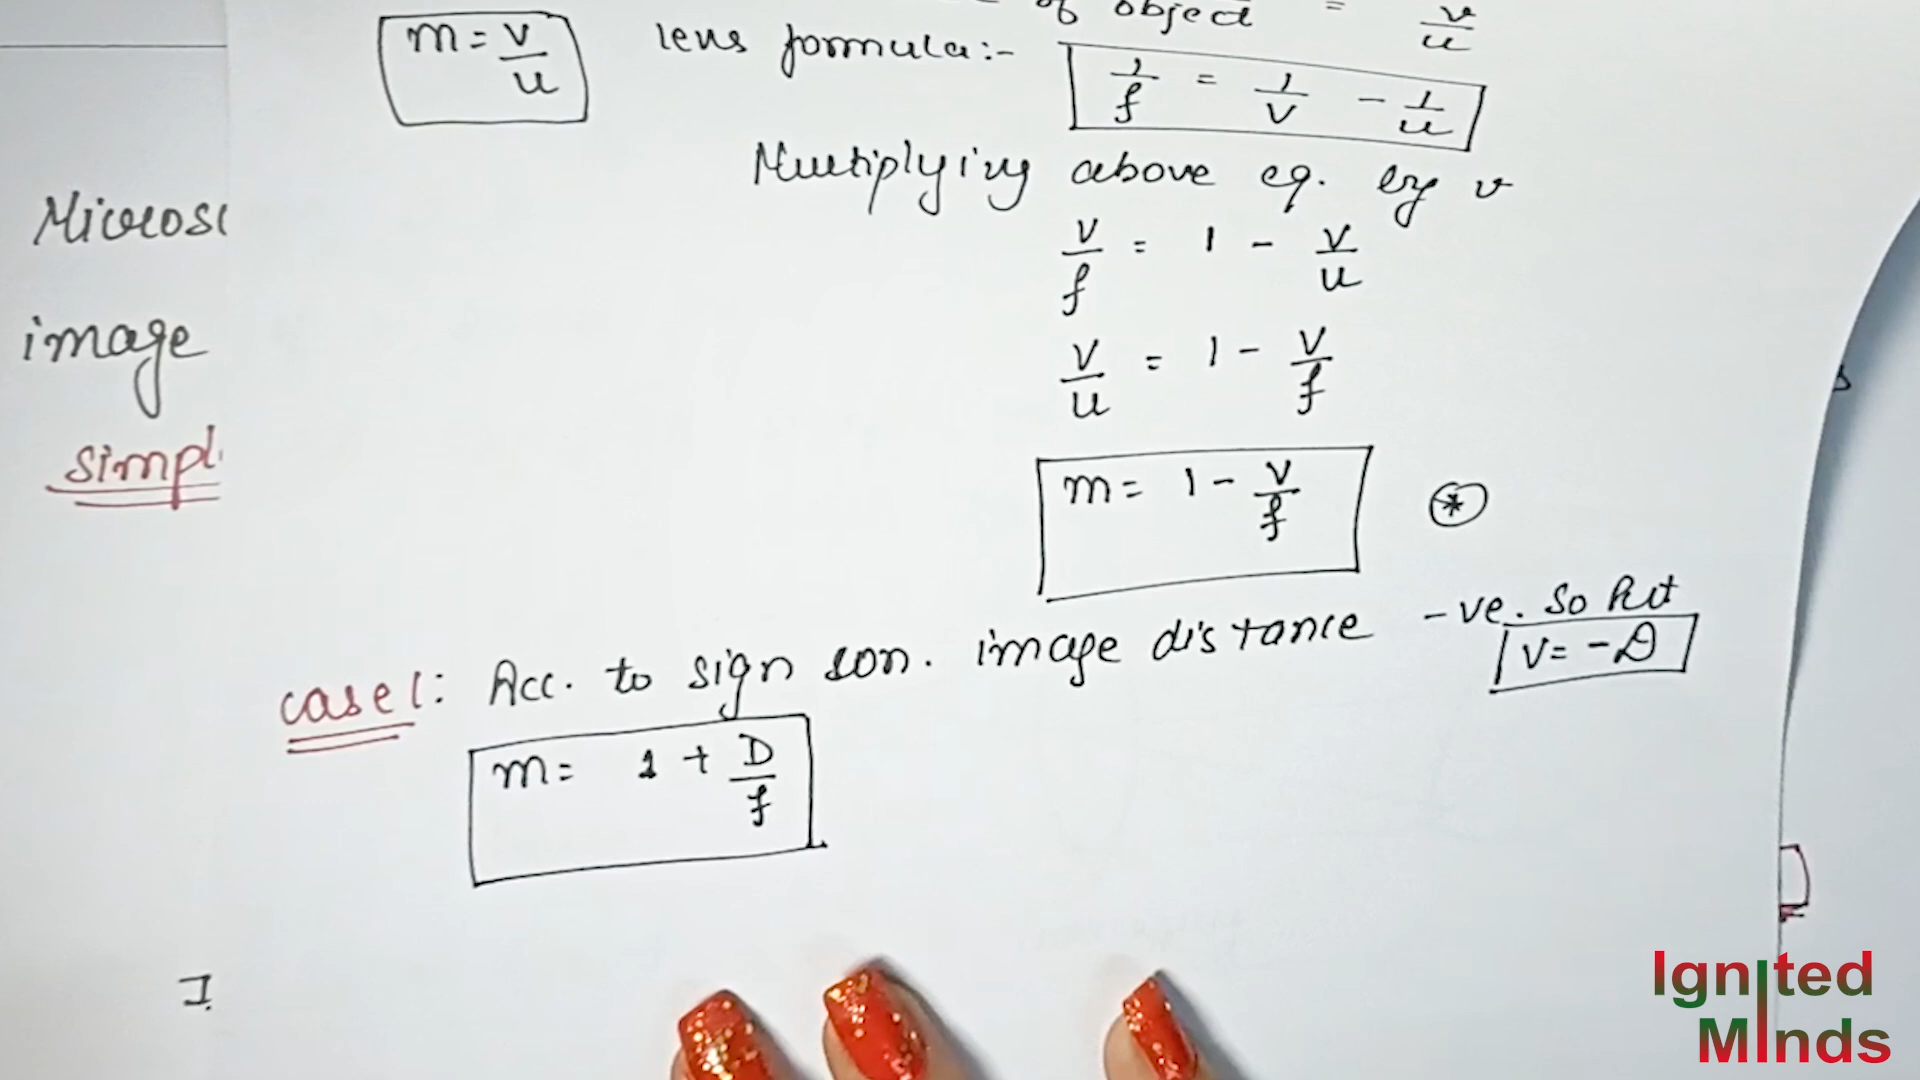 of object = v/u
m = v/u lens formula:- 1/f = 1/v - 1/u
Multiplying above eq. by v
v/f = 1 - v/u
v/u = 1 - v/f
m = 1 - v/f *
case 1: Acc. to sign con. image distance -ve. So Put
v = -D
m = 1 + D/f
Microsc
image
Simpl
I
Ignited
Minds